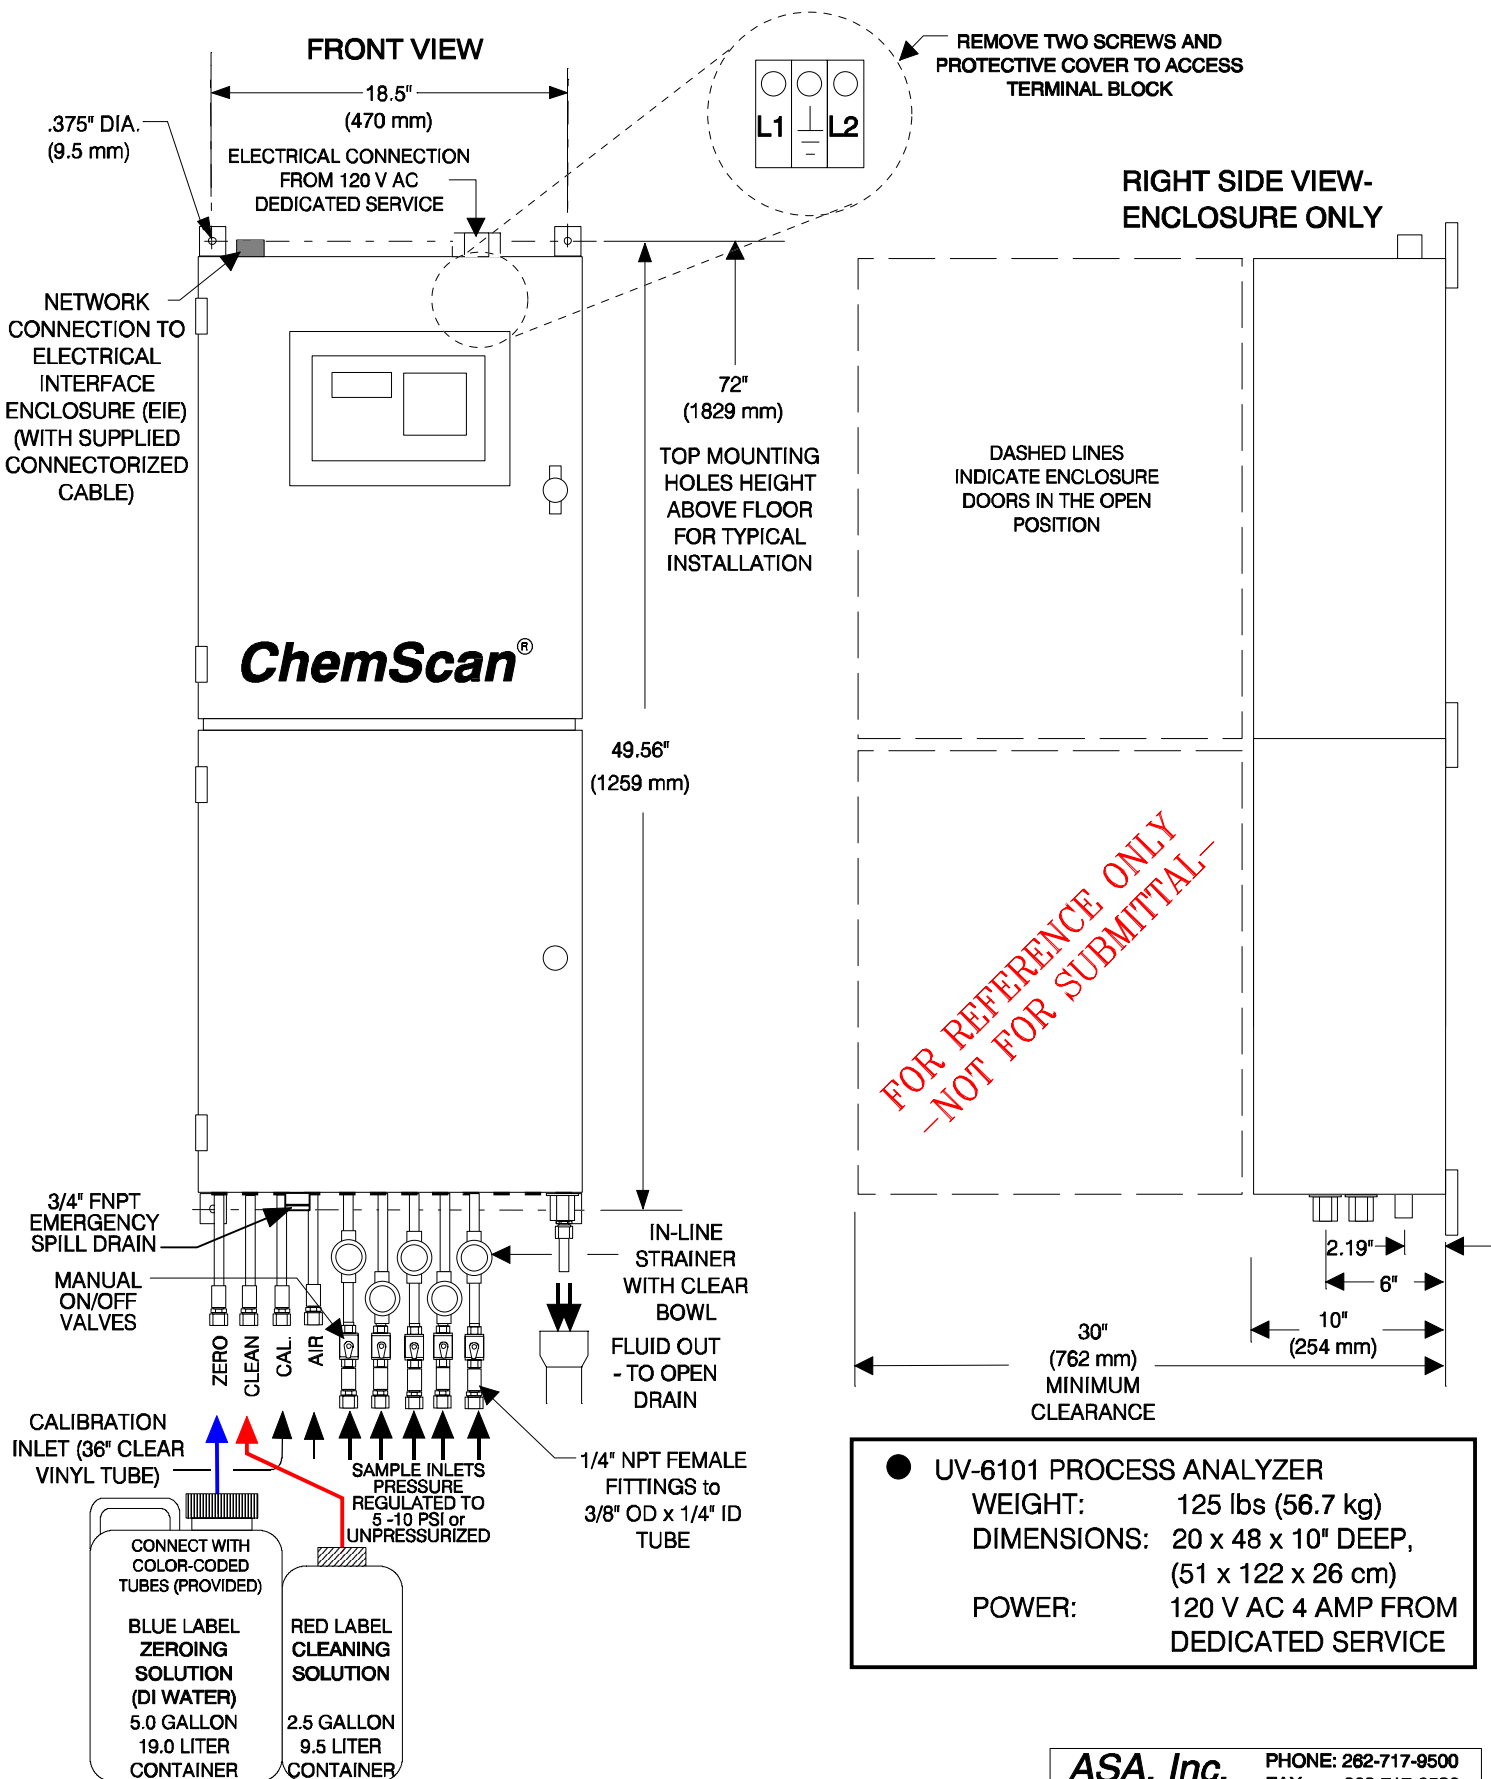 FRONT VIEW
18.5"
(470 mm)
.375" DIA.
(9.5 mm)
ELECTRICAL CONNECTION
FROM 120 V AC
DEDICATED SERVICE
REMOVE TWO SCREWS AND
PROTECTIVE COVER TO ACCESS
TERMINAL BLOCK
L1 L2
RIGHT SIDE VIEW-
ENCLOSURE ONLY
NETWORK
CONNECTION TO
ELECTRICAL
INTERFACE
ENCLOSURE (EIE)
(WITH SUPPLIED
CONNECTORIZED
CABLE)
72"
(1829 mm)
TOP MOUNTING
HOLES HEIGHT
ABOVE FLOOR
FOR TYPICAL
INSTALLATION
DASHED LINES
INDICATE ENCLOSURE
DOORS IN THE OPEN
POSITION
ChemScan®
49.56"
(1259 mm)
FOR REFERENCE ONLY
-NOT FOR SUBMITTAL-
3/4" FNPT
EMERGENCY
SPILL DRAIN
MANUAL
ON/OFF
VALVES
ZERO
CLEAN
CAL.
AIR
IN-LINE
STRAINER
WITH CLEAR
BOWL
FLUID OUT
- TO OPEN
DRAIN
2.19"
6"
10"
(254 mm)
30"
(762 mm)
MINIMUM
CLEARANCE
CALIBRATION
INLET (36" CLEAR
VINYL TUBE)
SAMPLE INLETS
PRESSURE
REGULATED TO
5 -10 PSI or
UNPRESSURIZED
1/4" NPT FEMALE
FITTINGS to
3/8" OD x 1/4" ID
TUBE
CONNECT WITH
COLOR-CODED
TUBES (PROVIDED)
BLUE LABEL
ZEROING
SOLUTION
(DI WATER)
5.0 GALLON
19.0 LITER
CONTAINER
RED LABEL
CLEANING
SOLUTION
2.5 GALLON
9.5 LITER
CONTAINER
UV-6101 PROCESS ANALYZER
WEIGHT: 125 lbs (56.7 kg)
DIMENSIONS: 20 x 48 x 10" DEEP,
(51 x 122 x 26 cm)
POWER: 120 V AC 4 AMP FROM
DEDICATED SERVICE
ASA, Inc.
PHONE: 262-717-9500